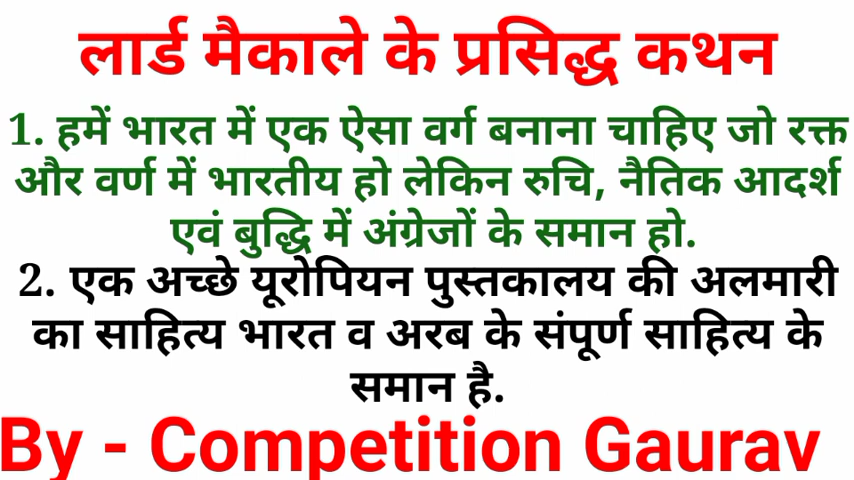 लार्ड मैकाले के प्रसिद्ध कथन
1. हमें भारत में एक ऐसा वर्ग बनाना चाहिए जो रक्त
और वर्ण में भारतीय हो लेकिन रुचि, नैतिक आदर्श
एवं बुद्धि में अंग्रेजों के समान हो.
2. एक अच्छे यूरोपियन पुस्तकालय की अलमारी
का साहित्य भारत व अरब के संपूर्ण साहित्य के
समान है.
By - Competition Gaurav